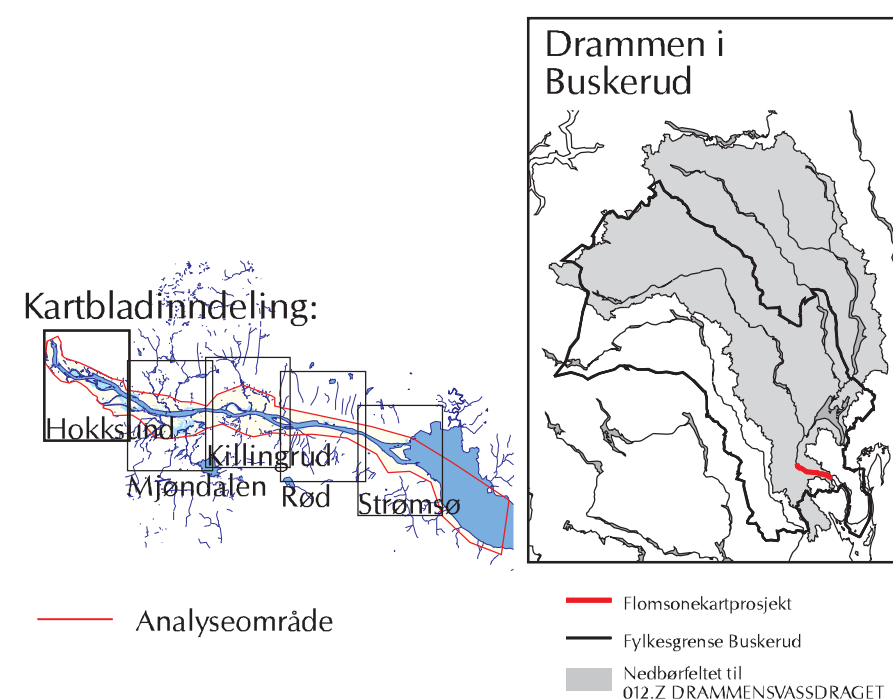 Drammen i
Buskerud
Kartbladinndeling:
Hokksund
Killingrud
Mjøndalen
Rød
Strømsø
Analyseområde
Flomsonekartprosjekt
Fylkesgrense Buskerud
Nedbørfeltet til
012.Z DRAMMENSVASSDRAGET